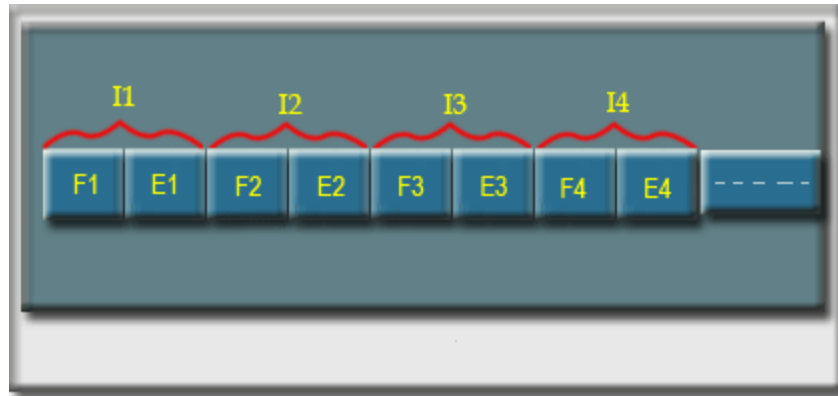 I1 I2 I3 I4
F1 E1 F2 E2 F3 E3 F4 E4 - - - - -